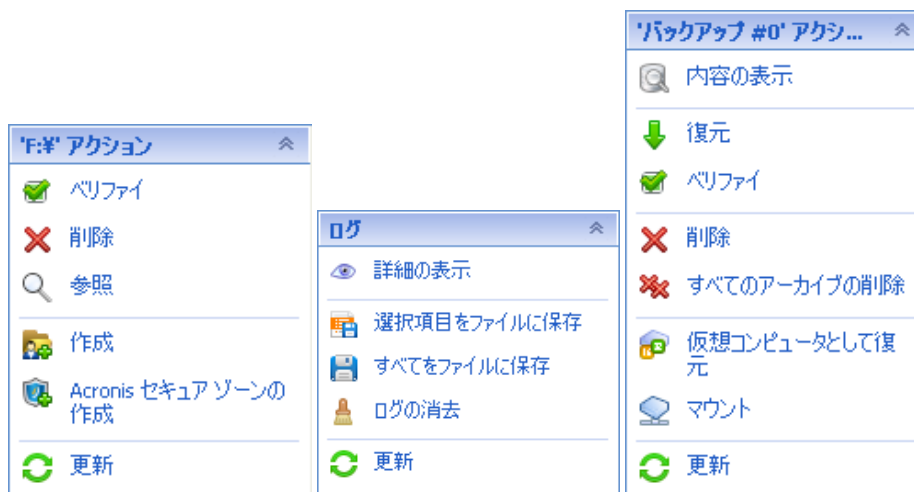 'F:¥' アクション
ベリファイ
削除
参照
作成
Acronis セキュア ゾーンの
作成
更新
ログ
詳細の表示
選択項目をファイルに保存
すべてをファイルに保存
ログの消去
更新
'バックアップ #0' アクシ...
内容の表示
復元
ベリファイ
削除
すべてのアーカイブの削除
仮想コンピュータとして復
元
マウント
更新